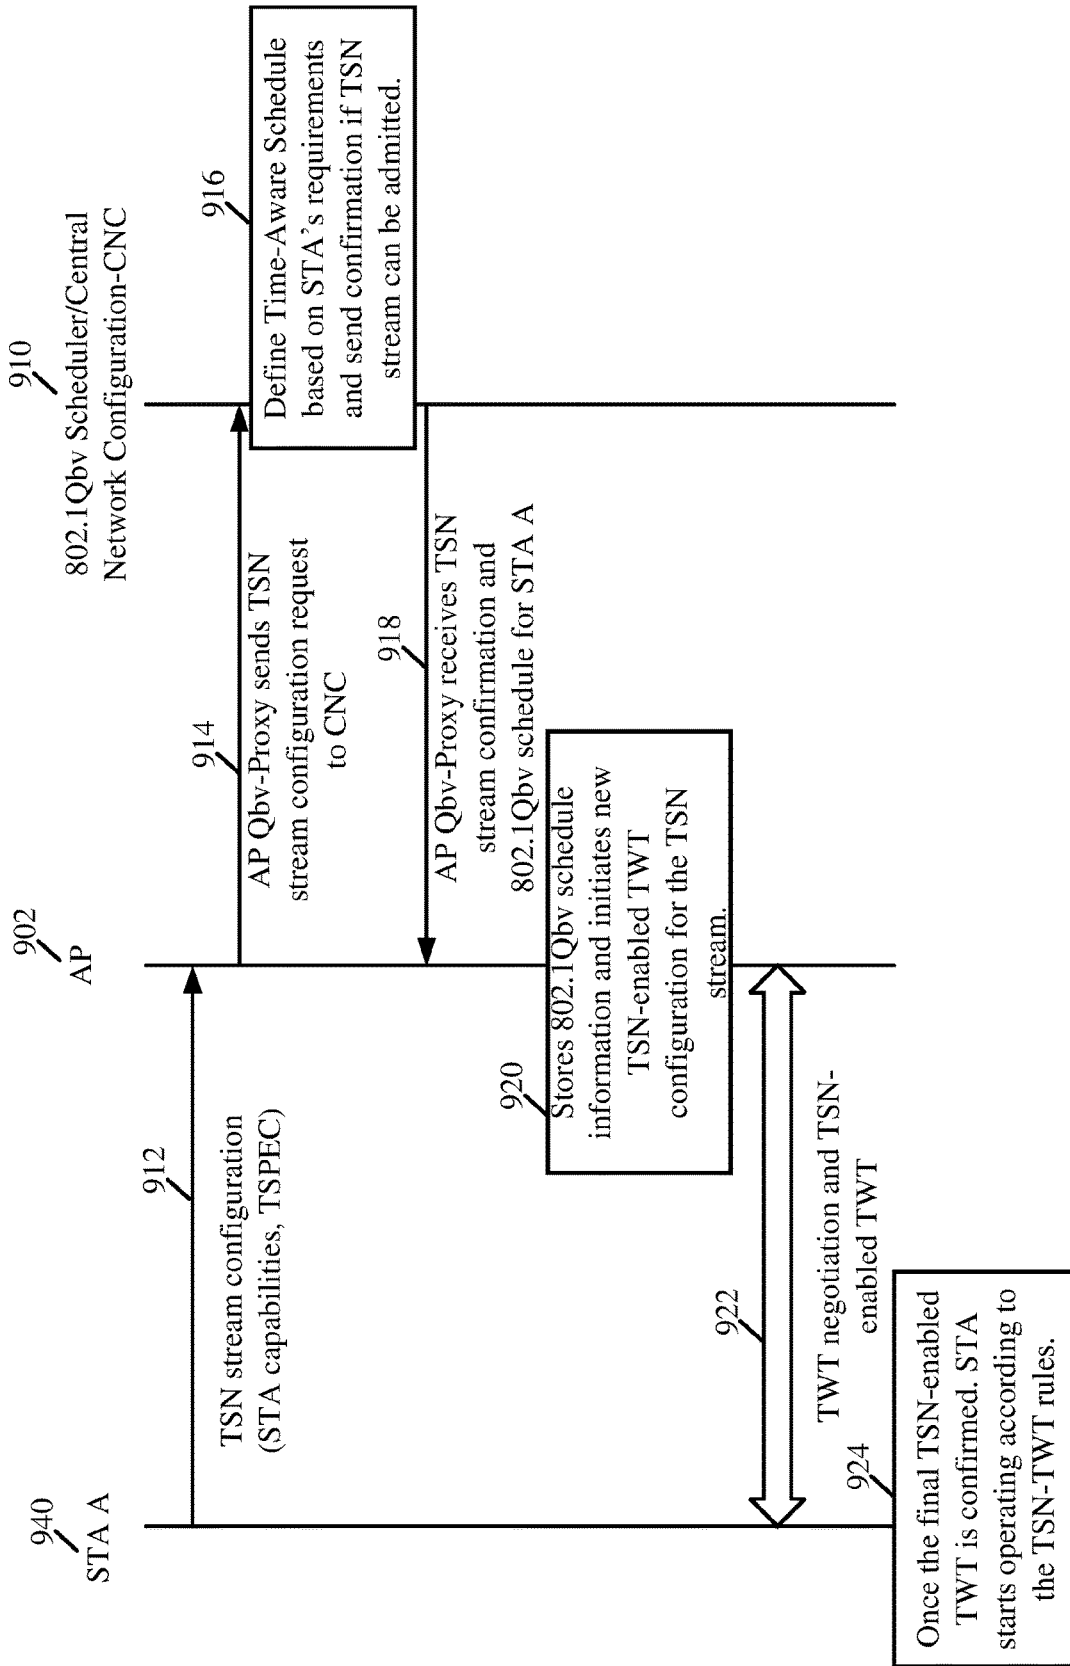 940
STA A
902
AP
910
802.1Qbv Scheduler/Central
Network Configuration-CNC
912
TSN stream configuration
(STA capabilities, TSPEC)
914
AP Qbv-Proxy sends TSN
stream configuration request
to CNC
916
Define Time-Aware Schedule
based on STA’s requirements
and send confirmation if TSN
stream can be admitted.
918
AP Qbv-Proxy receives TSN
stream confirmation and
802.1Qbv schedule for STA A
920
Stores 802.1Qbv schedule
information and initiates new
TSN-enabled TWT
configuration for the TSN
stream.
922
TWT negotiation and TSN-
enabled TWT
924
Once the final TSN-enabled
TWT is confirmed. STA
starts operating according to
the TSN-TWT rules.